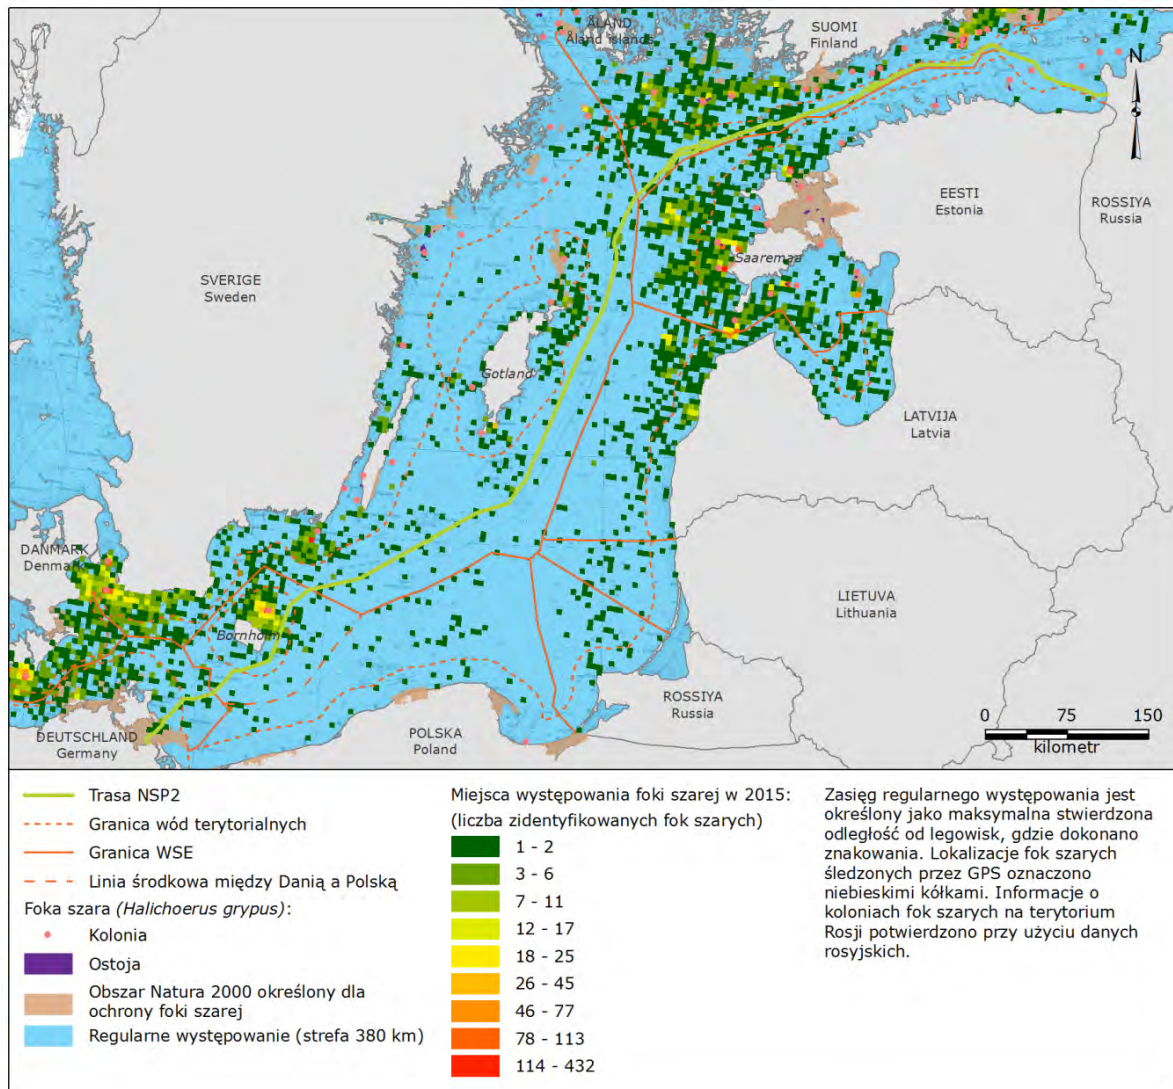 ÅLAND
Åland islands
SUOMI
Finland
N
EESTI
Estonia
ROSSIYA
Russia
SVERIGE
Sweden
Saaremaa
Gotland
LATVIJA
Latvia
DANMARK
Denmark
LIETUVA
Lithuania
Bornholm
ROSSIYA
Russia
POLSKA
Poland
DEUTSCHLAND
Germany
0 75 150
kilometr
Trasa NSP2
Granica wód terytorialnych
Granica WSE
Linia środkowa między Danią a Polską
Foka szara (Halichoerus grypus):
Kolonia
Ostoja
Obszar Natura 2000 określony dla
ochrony foki szarej
Regularne występowanie (strefa 380 km)
Miejsca występowania foki szarej w 2015:
(liczba zidentyfikowanych fok szarych)
1 - 2
3 - 6
7 - 11
12 - 17
18 - 25
26 - 45
46 - 77
78 - 113
114 - 432
Zasięg regularnego występowania jest
określony jako maksymalna stwierdzona
odległość od legowisk, gdzie dokonano
znakowania. Lokalizacje fok szarych
śledzonych przez GPS oznaczono
niebieskimi kółkami. Informacje o
koloniach fok szarych na terytorium
Rosji potwierdzono przy użyciu danych
rosyjskich.